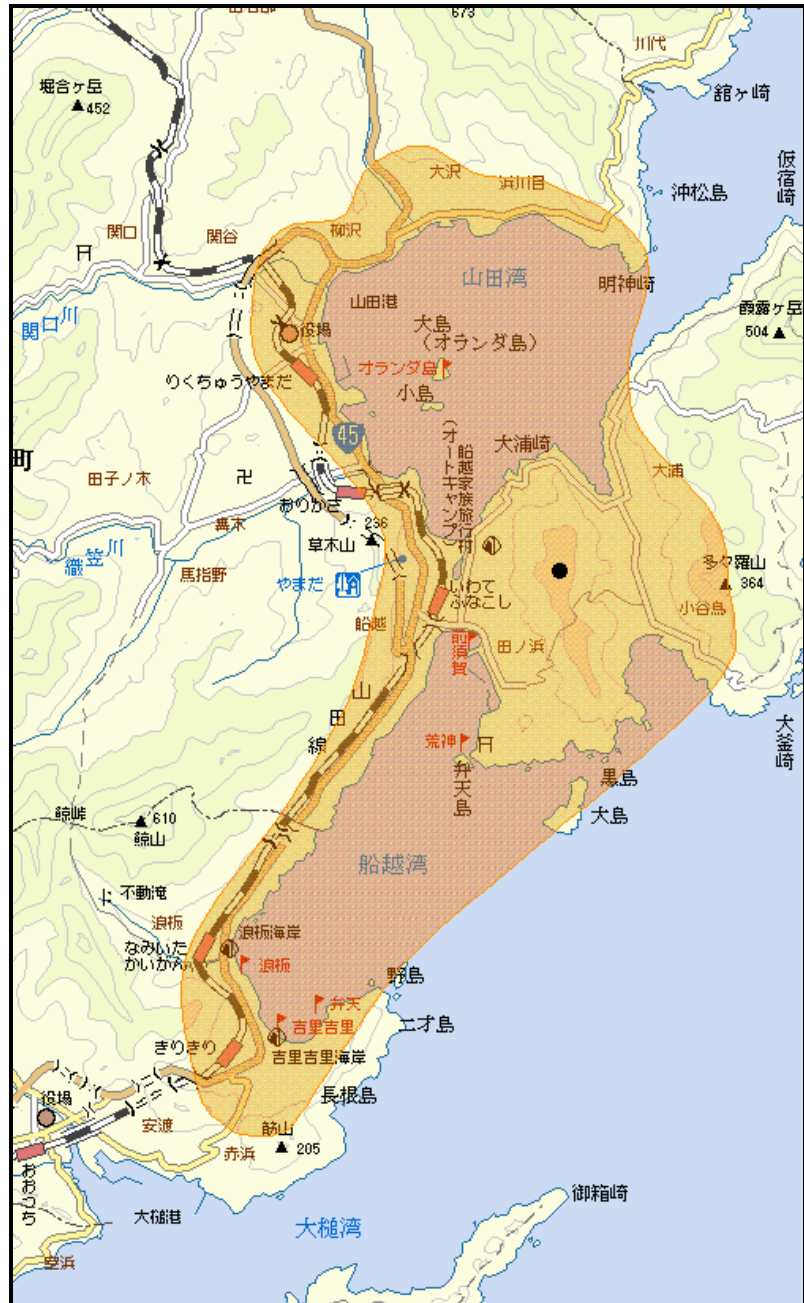 673
川代
堀合ヶ岳
▲452
舘ヶ崎
大沢
浜川目
仮宿崎
沖松島
関口
関谷
柳沢
山田湾
明神崎
山田港
霞露ヶ岳
504▲
関口川
役場
大島
(オランダ島)
オランダ島
りくちゅうやまだ
小島
45
大浦崎
船越家族旅行村
(オートキャンプ)
町
田子ノ木
大浦
おりかさ
236
草木山
織笠川
馬指野
やまだ
多々羅山
364
いわて
ふなこし
小谷鳥
船越
前須賀
田ノ浜
山田線
荒神
弁天島
大釜崎
黒島
大島
鯨峠
▲610
鯨山
船越湾
不動滝
浪板
浪板海岸
なみいた
かいがん
浪板
野島
弁天
吉里吉里
二才島
きりきり
吉里吉里海岸
長根島
役場
安渡
筋山
▲205
赤浜
おおつち
大槌港
大槌湾
御箱崎
室浜